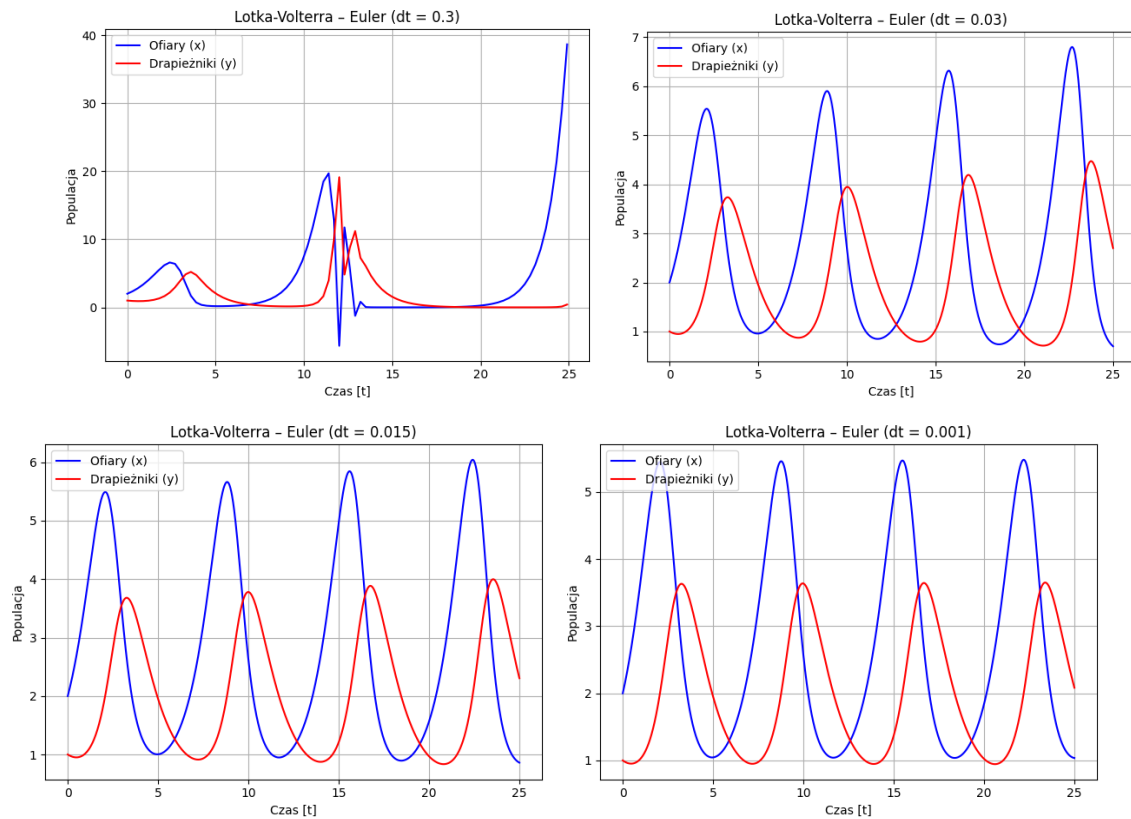 Lotka-Volterra – Euler (dt = 0.3)
Ofiary (x)
Drapieżniki (y)
Populacja
40
30
20
10
0
0
5
10
15
20
25
Czas [t]
Lotka-Volterra – Euler (dt = 0.03)
Ofiary (x)
Drapieżniki (y)
Populacja
7
6
5
4
3
2
1
0
5
10
15
20
25
Czas [t]
Lotka-Volterra – Euler (dt = 0.015)
Ofiary (x)
Drapieżniki (y)
Populacja
6
5
4
3
2
1
0
5
10
15
20
25
Czas [t]
Lotka-Volterra – Euler (dt = 0.001)
Ofiary (x)
Drapieżniki (y)
Populacja
5
4
3
2
1
0
5
10
15
20
25
Czas [t]